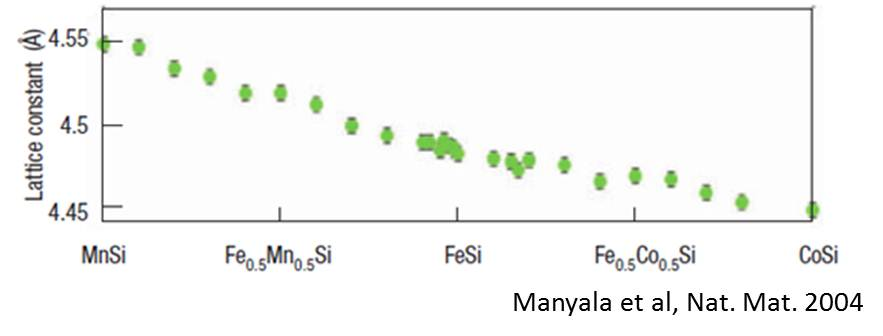 Lattice constant (Å)
4.55
4.5
4.45
MnSi
Fe0.5Mn0.5Si
FeSi
Fe0.5Co0.5Si
CoSi
Manyala et al, Nat. Mat. 2004